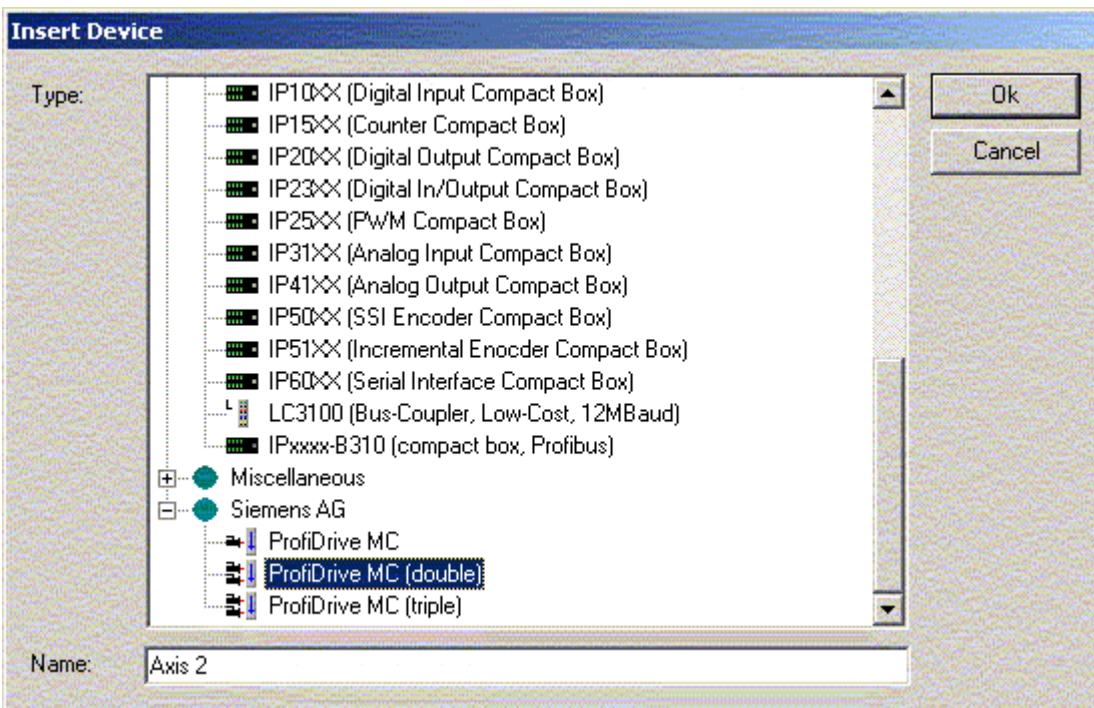 Insert Device
Type:
IP10XX (Digital Input Compact Box)
IP15XX (Counter Compact Box)
IP20XX (Digital Output Compact Box)
IP23XX (Digital In/Output Compact Box)
IP25XX (PWM Compact Box)
IP31XX (Analog Input Compact Box)
IP41XX (Analog Output Compact Box)
IP50XX (SSI Encoder Compact Box)
IP51XX (Incremental Enocder Compact Box)
IP60XX (Serial Interface Compact Box)
L LC3100 (Bus-Coupler, Low-Cost, 12MBaud)
IPxxxx-B310 (compact box, Profibus)
Miscellaneous
Siemens AG
ProfiDrive MC
ProfiDrive MC (double)
ProfiDrive MC (triple)
Ok
Cancel
Name:
Axis 2